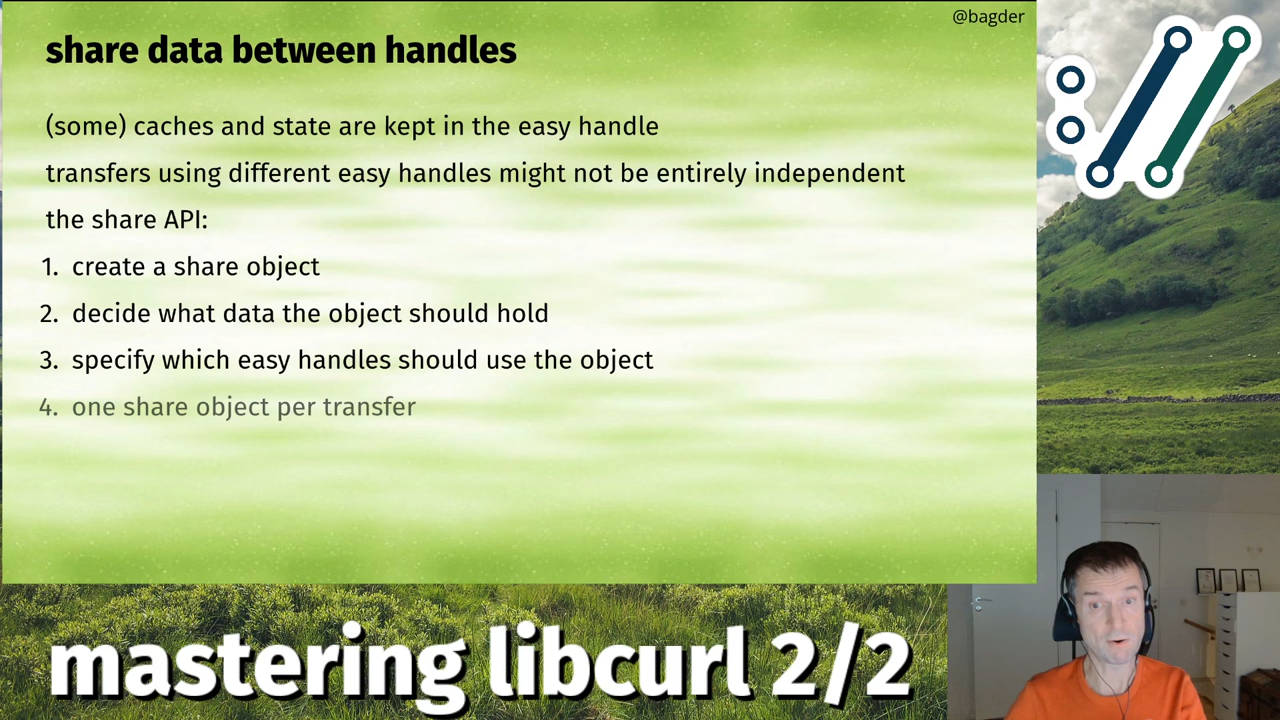 @bagder
share data between handles
(some) caches and state are kept in the easy handle
transfers using different easy handles might not be entirely independent
the share API:
1. create a share object
2. decide what data the object should hold
3. specify which easy handles should use the object
4. one share object per transfer
mastering libcurl 2/2